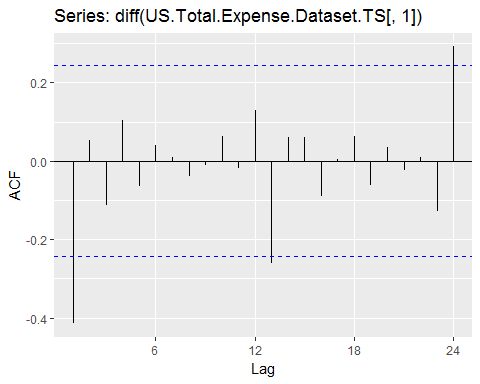 Series: diff(US.Total.Expense.Dataset.TS[, 1])
0.2
0.0
-0.2
-0.4
ACF
6 12 18 24
Lag